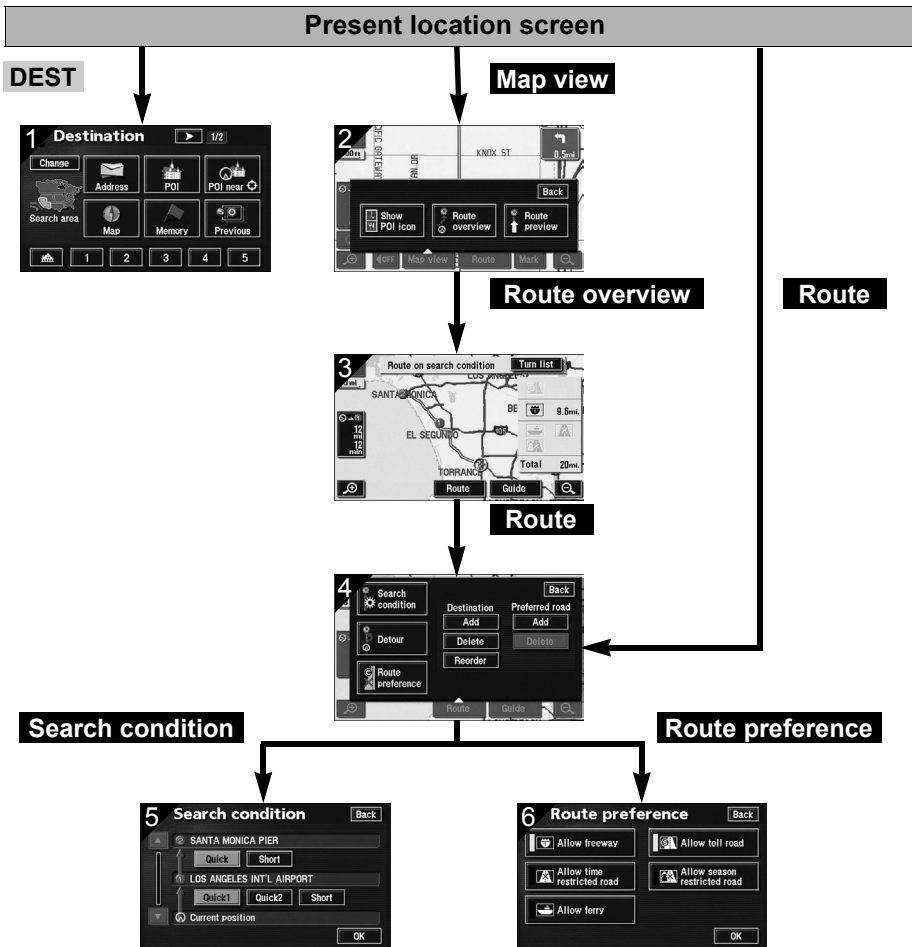 Present location screen
DEST
Map view
1 Destination 1/2
Change
Address POI POI near
Search area
Map Memory Previous
1 2 3 4 5
2
KNOX ST
0.5mi
Back
Show POI icon
Route overview
Route preview
OFF Map view Route Mark
Route overview
Route
3
Route on search condition Turn list
SANTA MONICA
9.6mi.
12 mi
12 min
EL SEGUNDO
105
TORRANCE
Total 20mi.
Route Guide
Route
4
Search condition
Back
Destination Preferred road
Add Add
Detour
Delete Delete
Reorder
Route preference
Route Guide
Search condition
Route preference
5 Search condition Back
SANTA MONICA PIER
Quick Short
LOS ANGELES INT'L AIRPORT
Quick1 Quick2 Short
Current position
OK
6 Route preference Back
Allow freeway Allow toll road
Allow time restricted road
Allow season restricted road
Allow ferry
OK